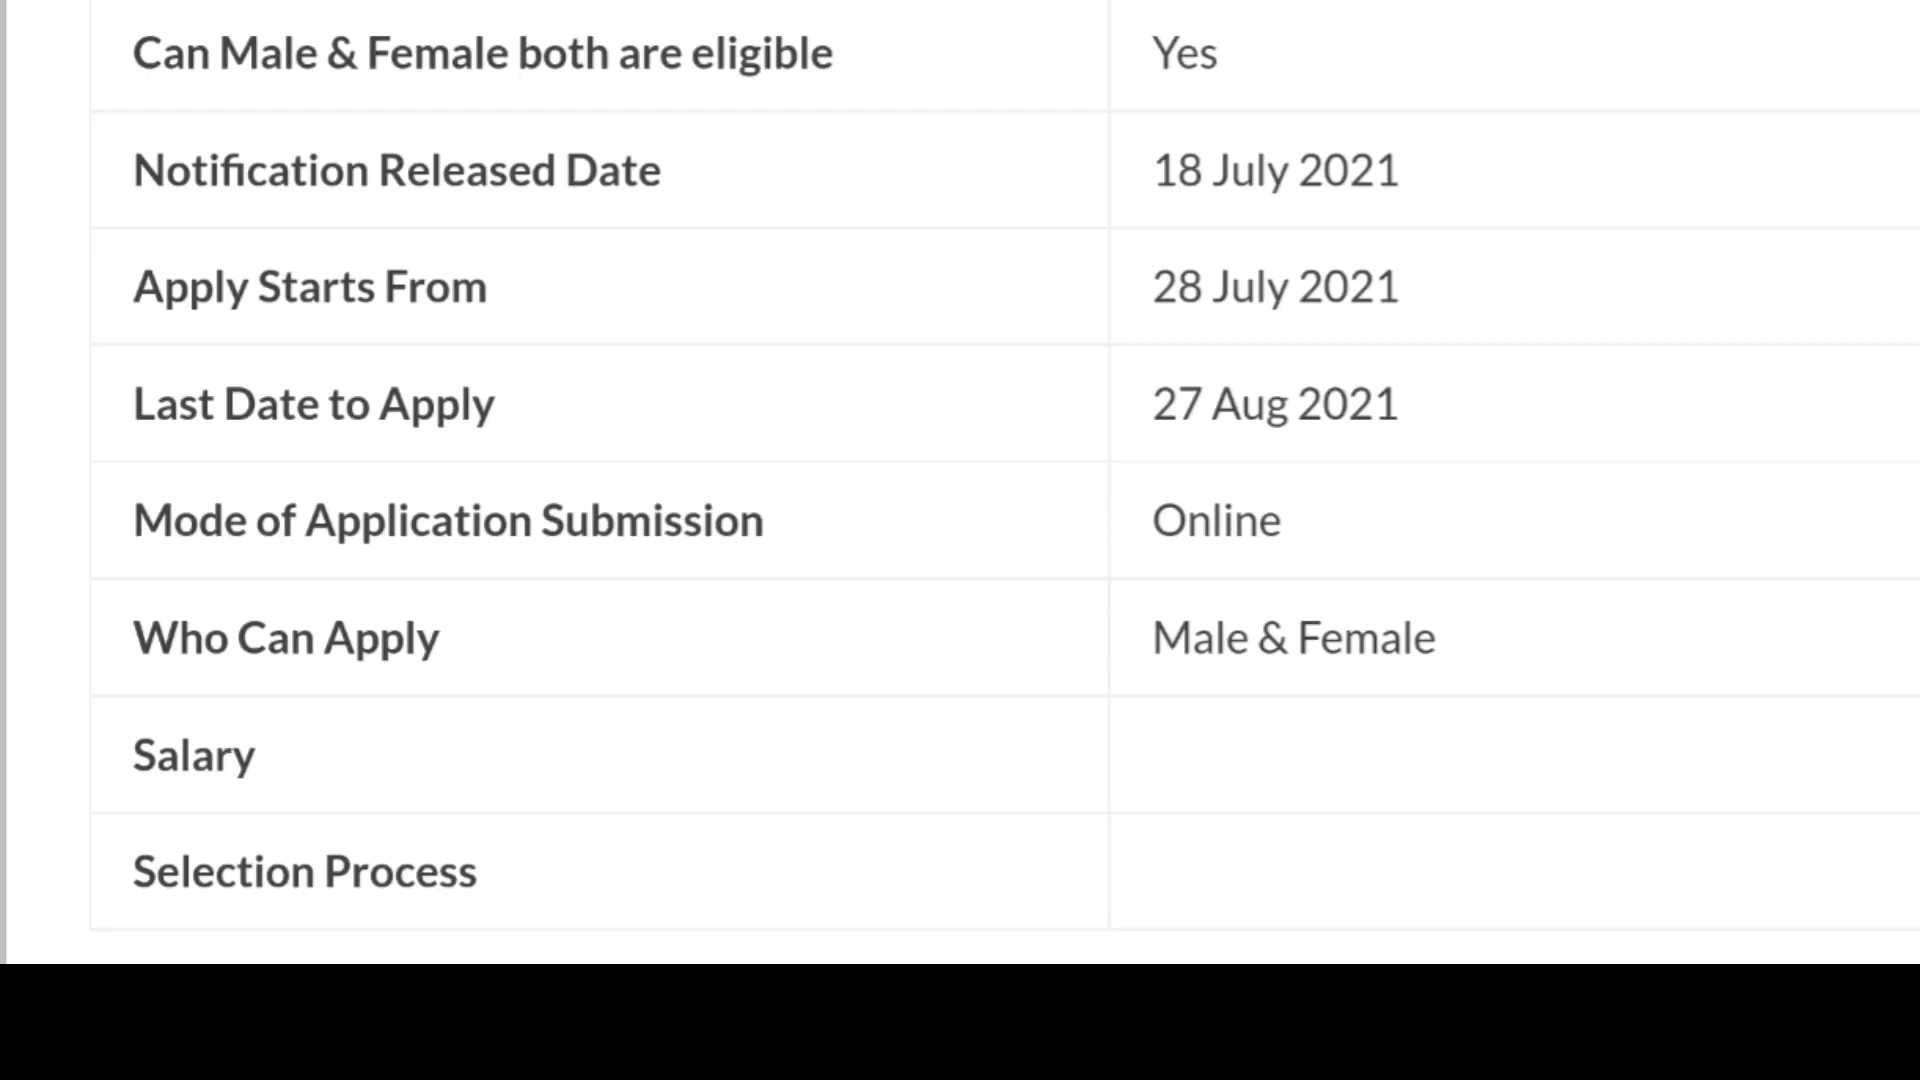 Can Male & Female both are eligible Yes
Notification Released Date 18 July 2021
Apply Starts From 28 July 2021
Last Date to Apply 27 Aug 2021
Mode of Application Submission Online
Who Can Apply Male & Female
Salary
Selection Process